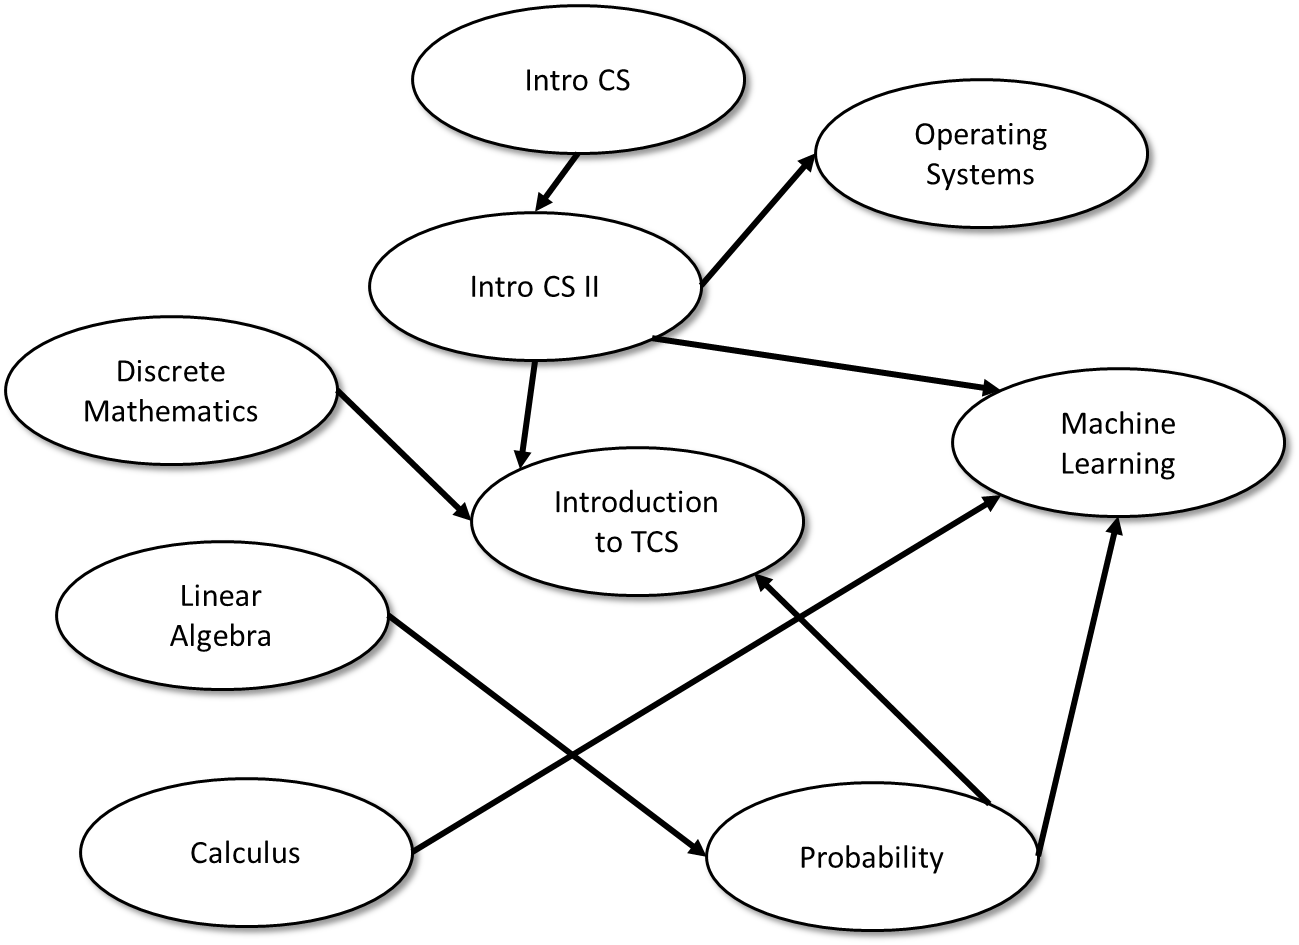 Intro CS
Operating
Systems
Intro CS II
Discrete
Mathematics
Machine
Learning
Introduction
to TCS
Linear
Algebra
Calculus
Probability